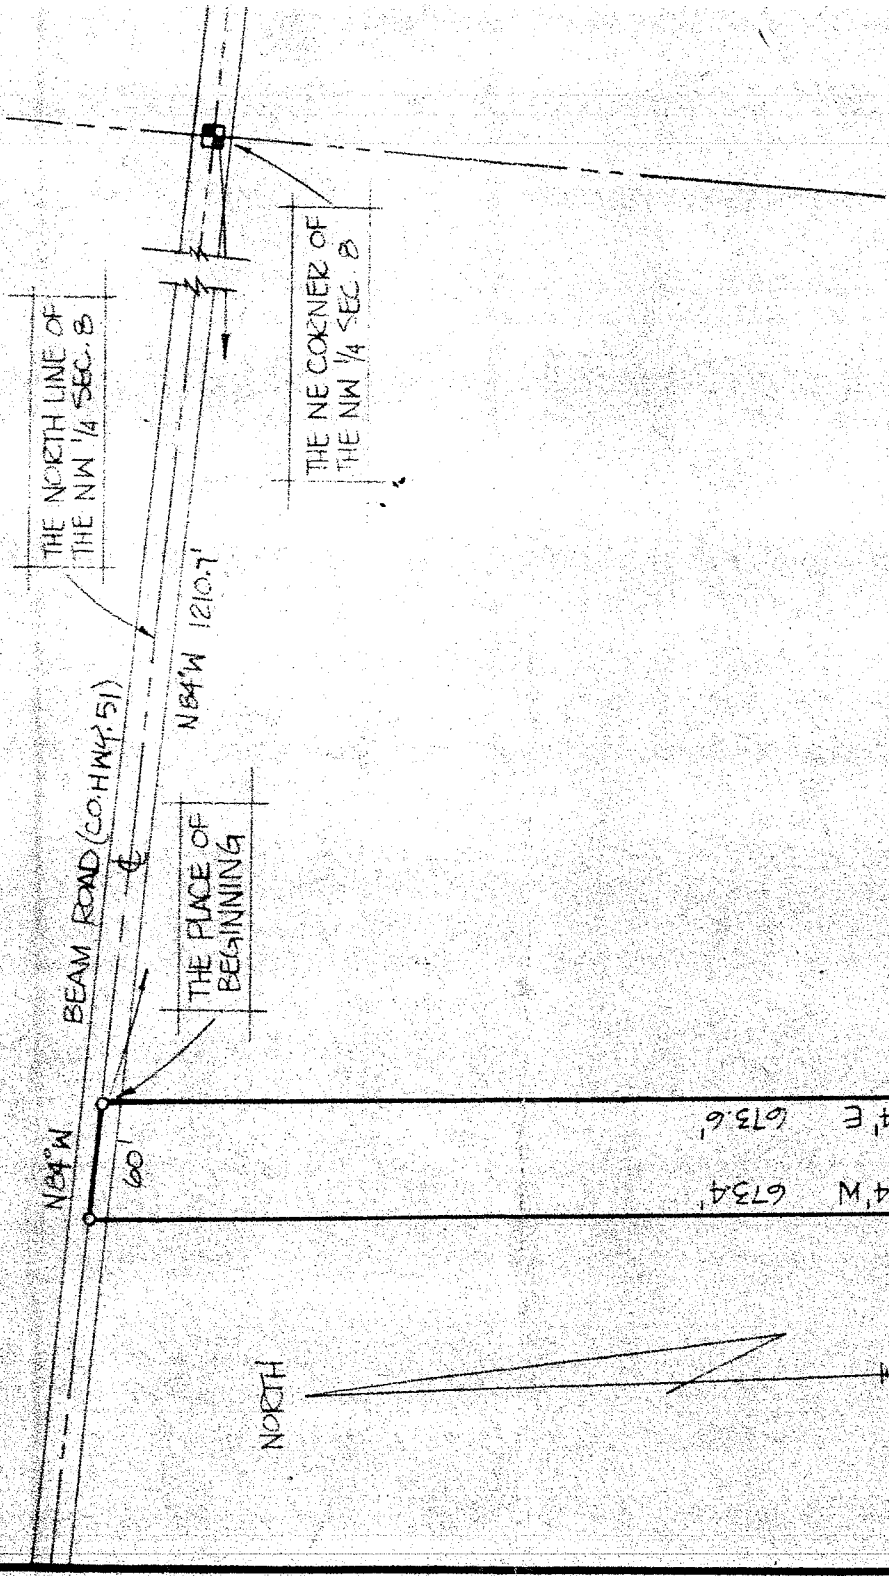 THE NORTH LINE OF
THE NW 1/4 SEC. 8
THE NE CORNER OF
THE NW 1/4 SEC. 8
N84°W 1210.7'
BEAM ROAD (CO. HWY. 51)
℄
THE PLACE OF
BEGINNING
N84°W
60'
4'E 673.6'
4'W 673.4'
NORTH